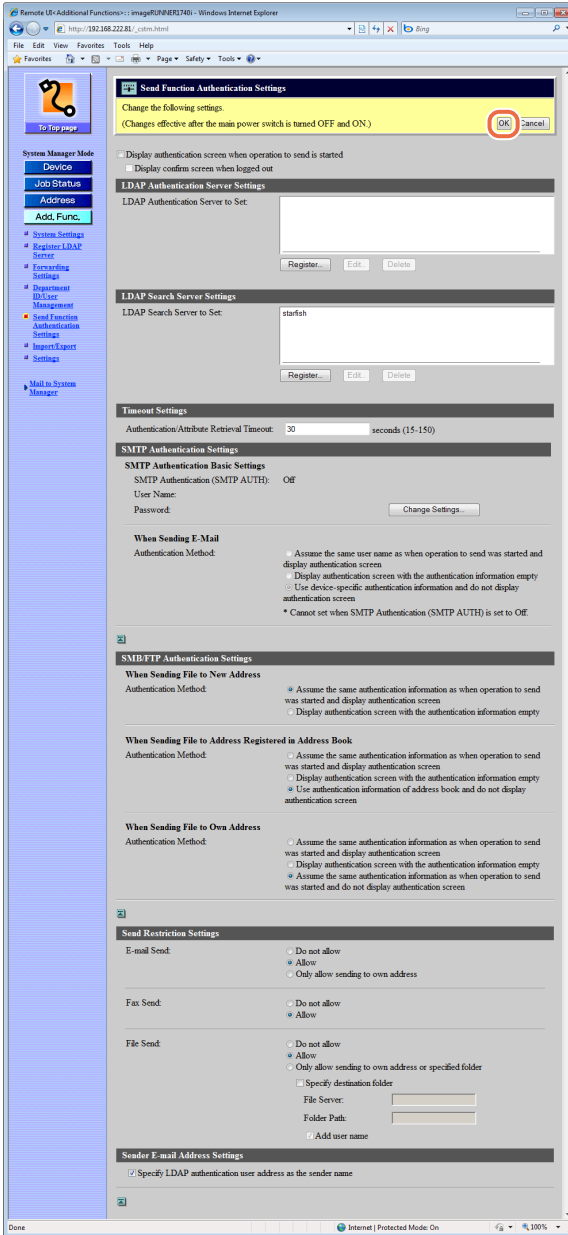 Remote UI<Additional Functions>: : imageRUNNER1740i - Windows Internet Explorer
http://192.168.222.81/_cstm.html
Bing
File Edit View Favorites Tools Help
Favorites Page Safety Tools
Send Function Authentication Settings
Change the following settings.
(Changes effective after the main power switch is turned OFF and ON.)
OK Cancel
To Top page
System Manager Mode
Device
Job Status
Address
Add. Func.
System Settings
Register LDAP
Server
Forwarding
Settings
Department
ID/User
Management
Send Function
Authentication
Settings
Import/Export
Settings
Mail to System
Manager
Display authentication screen when operation to send is started
Display confirm screen when logged out
LDAP Authentication Server Settings
LDAP Authentication Server to Set:
Register... Edit... Delete
LDAP Search Server Settings
LDAP Search Server to Set: starfish
Register... Edit... Delete
Timeout Settings
Authentication/Attribute Retrieval Timeout: 30 seconds (15-150)
SMTP Authentication Settings
SMTP Authentication Basic Settings
SMTP Authentication (SMTP AUTH): Off
User Name:
Password: Change Settings...
When Sending E-Mail
Authentication Method: Assume the same user name as when operation to send was started and
display authentication screen
Display authentication screen with the authentication information empty
Use device-specific authentication information and do not display
authentication screen
* Cannot set when SMTP Authentication (SMTP AUTH) is set to Off.
SMB/FTP Authentication Settings
When Sending File to New Address
Authentication Method: Assume the same authentication information as when operation to send
was started and display authentication screen
Display authentication screen with the authentication information empty
When Sending File to Address Registered in Address Book
Authentication Method: Assume the same authentication information as when operation to send
was started and display authentication screen
Display authentication screen with the authentication information empty
Use authentication information of address book and do not display
authentication screen
When Sending File to Own Address
Authentication Method: Assume the same authentication information as when operation to send
was started and display authentication screen
Display authentication screen with the authentication information empty
Assume the same authentication information as when operation to send
was started and do not display authentication screen
Send Restriction Settings
E-mail Send: Do not allow
Allow
Only allow sending to own address
Fax Send: Do not allow
Allow
File Send: Do not allow
Allow
Only allow sending to own address or specified folder
Specify destination folder
File Server:
Folder Path:
Add user name
Sender E-mail Address Settings
Specify LDAP authentication user address as the sender name
Done Internet | Protected Mode: On 100%